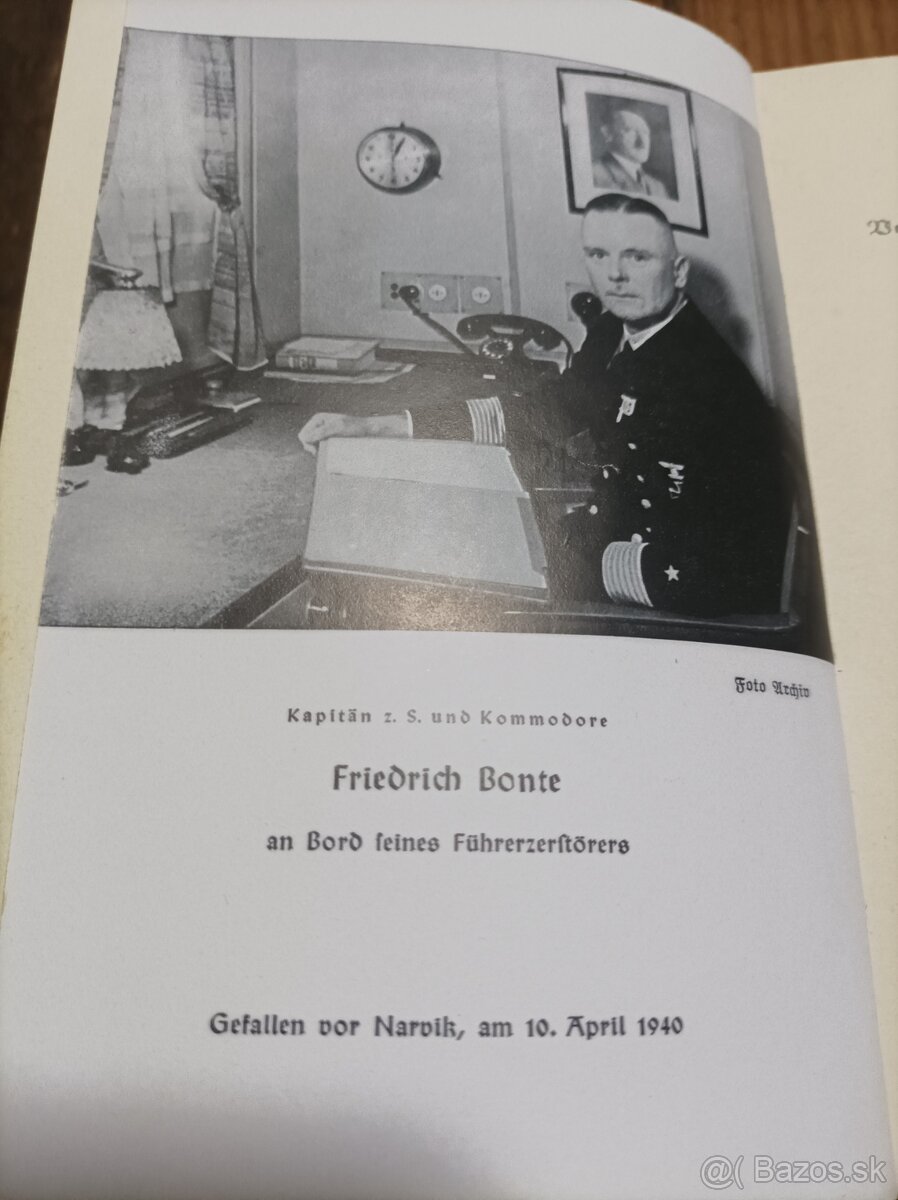 Foto Archiv
Kapitän z. S. und Kommodore
Friedrich Bonte
an Bord ſeines Führerzerſtörers
Gefallen vor Narvik, am 10. April 1940
@( Bazos.sk